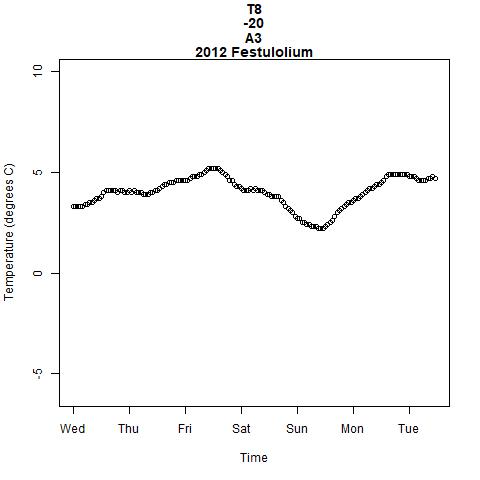 T8
-20
A3
2012 Festulolium
Temperature (degrees C)
10
5
0
-5
Wed Thu Fri Sat Sun Mon Tue
Time